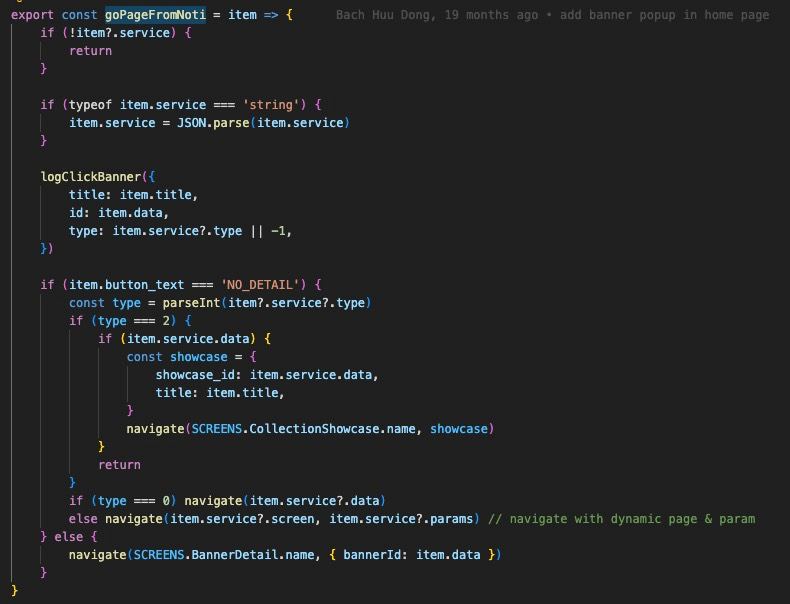 export const goPageFromNoti = item => {    Bach Huu Dong, 19 months ago • add banner popup in home page
    if (!item?.service) {
        return
    }

    if (typeof item.service === 'string') {
        item.service = JSON.parse(item.service)
    }

    logClickBanner({
        title: item.title,
        id: item.data,
        type: item.service?.type || -1,
    })

    if (item.button_text === 'NO_DETAIL') {
        const type = parseInt(item?.service?.type)
        if (type === 2) {
            if (item.service.data) {
                const showcase = {
                    showcase_id: item.service.data,
                    title: item.title,
                }
                navigate(SCREENS.CollectionShowcase.name, showcase)
            }
            return
        }
        if (type === 0) navigate(item.service?.data)
        else navigate(item.service?.screen, item.service?.params) // navigate with dynamic page & param
    } else {
        navigate(SCREENS.BannerDetail.name, { bannerId: item.data })
    }
}